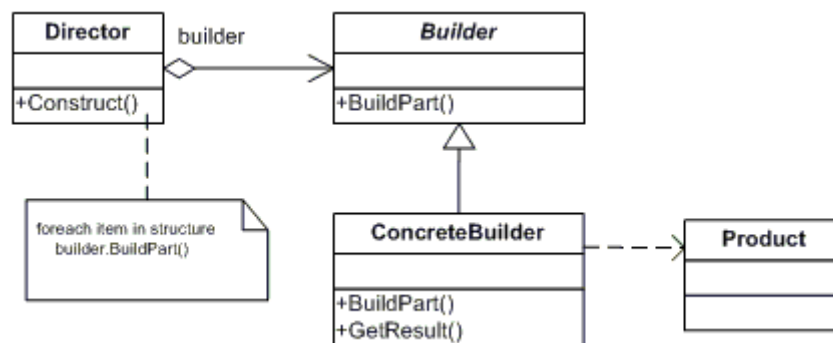 Director
builder
Builder
+Construct()
+BuildPart()
foreach item in structure
builder.BuildPart()
ConcreteBuilder
Product
+BuildPart()
+GetResult()